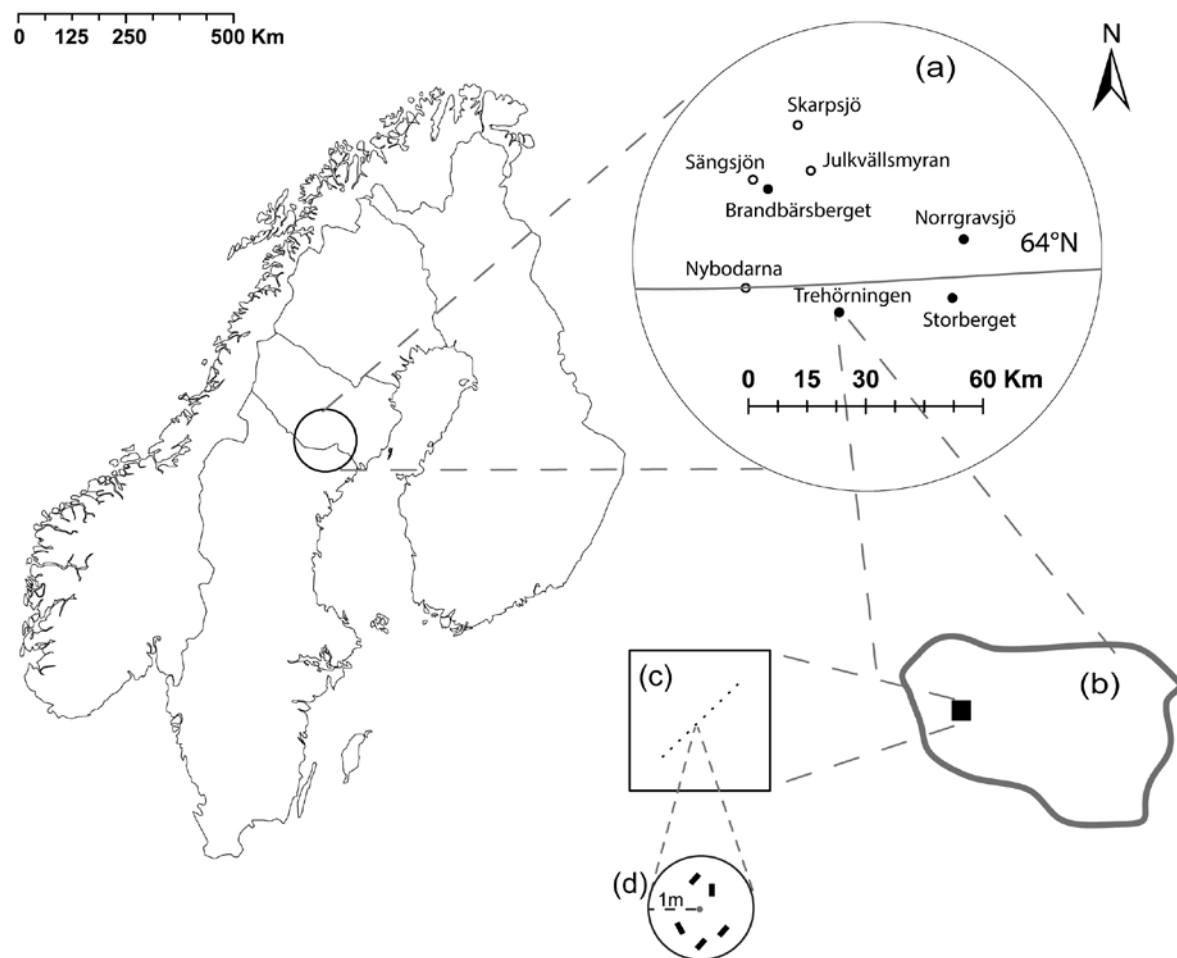 0 125 250 500 Km
N
(a)
Skarpsjö
Sängsjön
Julkvällsmyran
Brandbärsberget
Norrgravsjö
64°N
Nybodarna
Trehörningen
Storberget
0 15 30 60 Km
(c)
(b)
(d)
1m